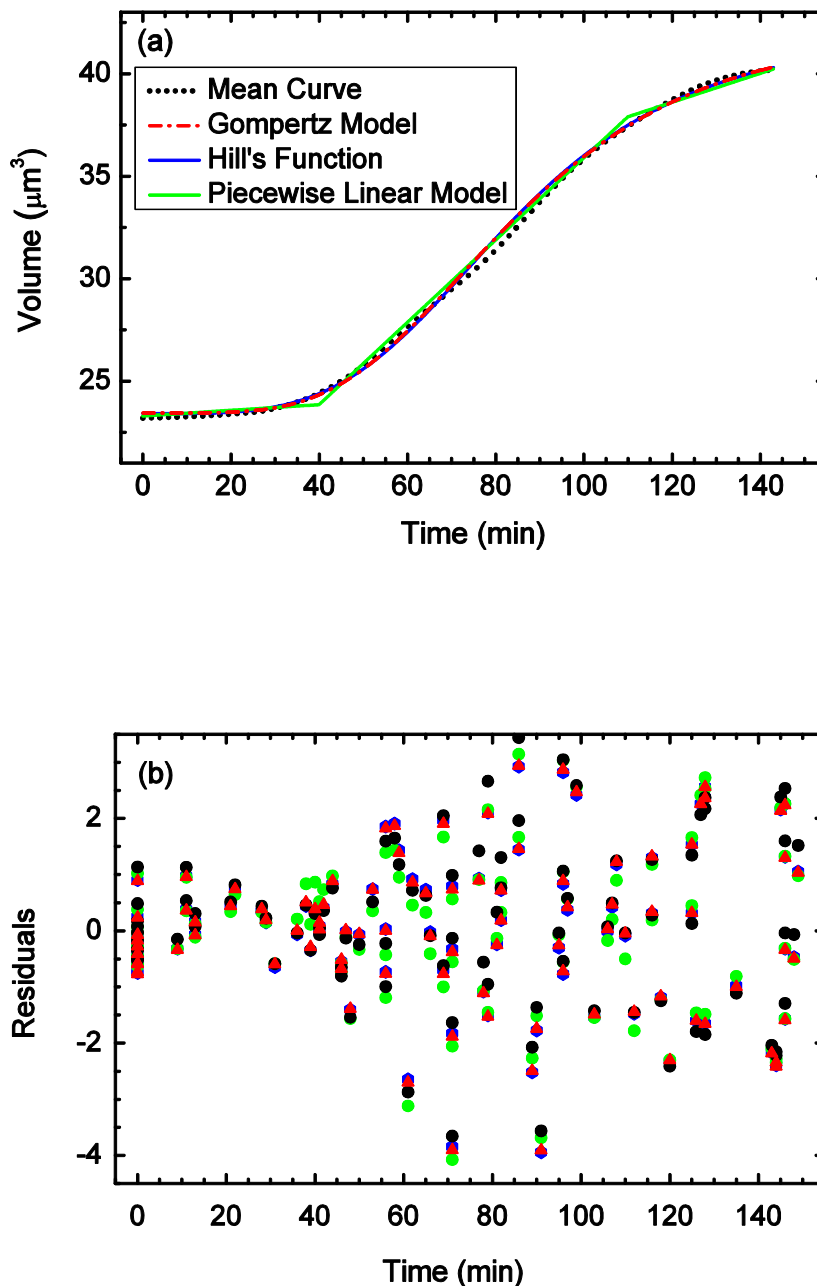 (a)
40
35
30
25
Volume (μm³)
Mean Curve
Gompertz Model
Hill's Function
Piecewise Linear Model
0 20 40 60 80 100 120 140
Time (min)
(b)
2
0
-2
-4
Residuals
0 20 40 60 80 100 120 140
Time (min)